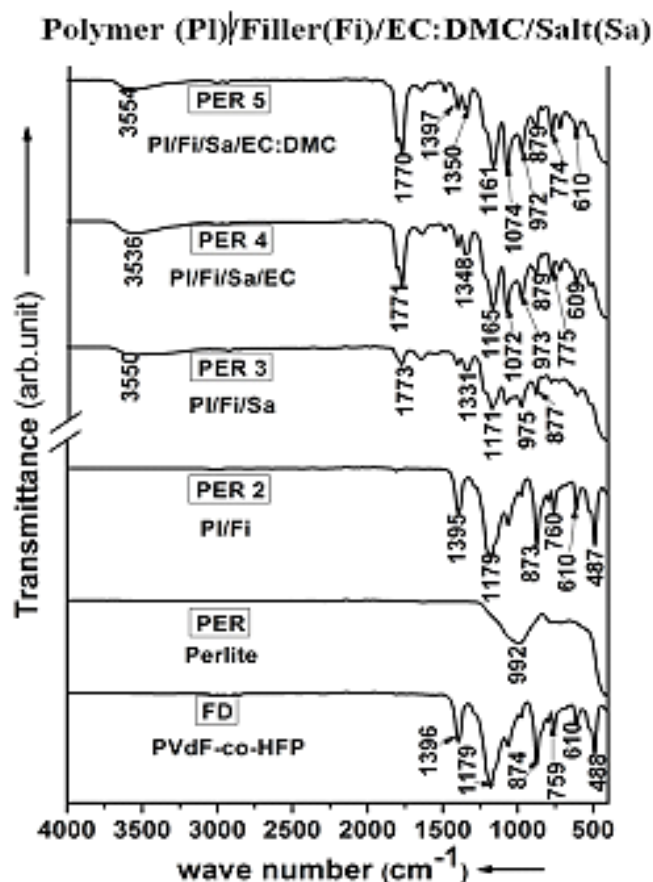 Polymer (Pl)/Filler(Fi)/EC:DMC/Salt(Sa)
PER 5
Pl/Fi/Sa/EC:DMC
3554
1770
1397
1350
1161
1074
972
879
774
610
PER 4
Pl/Fi/Sa/EC
3536
1771
1348
1165
1072
973
879
775
609
PER 3
Pl/Fi/Sa
3550
1773
1331
1171
975
877
PER 2
Pl/Fi
1395
1179
873
760
610
487
PER
Perlite
992
FD
PVdF-co-HFP
1396
1179
874
759
610
488
Transmittance (arb.unit)
4000 3500 2500 2000 1500 1000 500
wave number (cm-1)